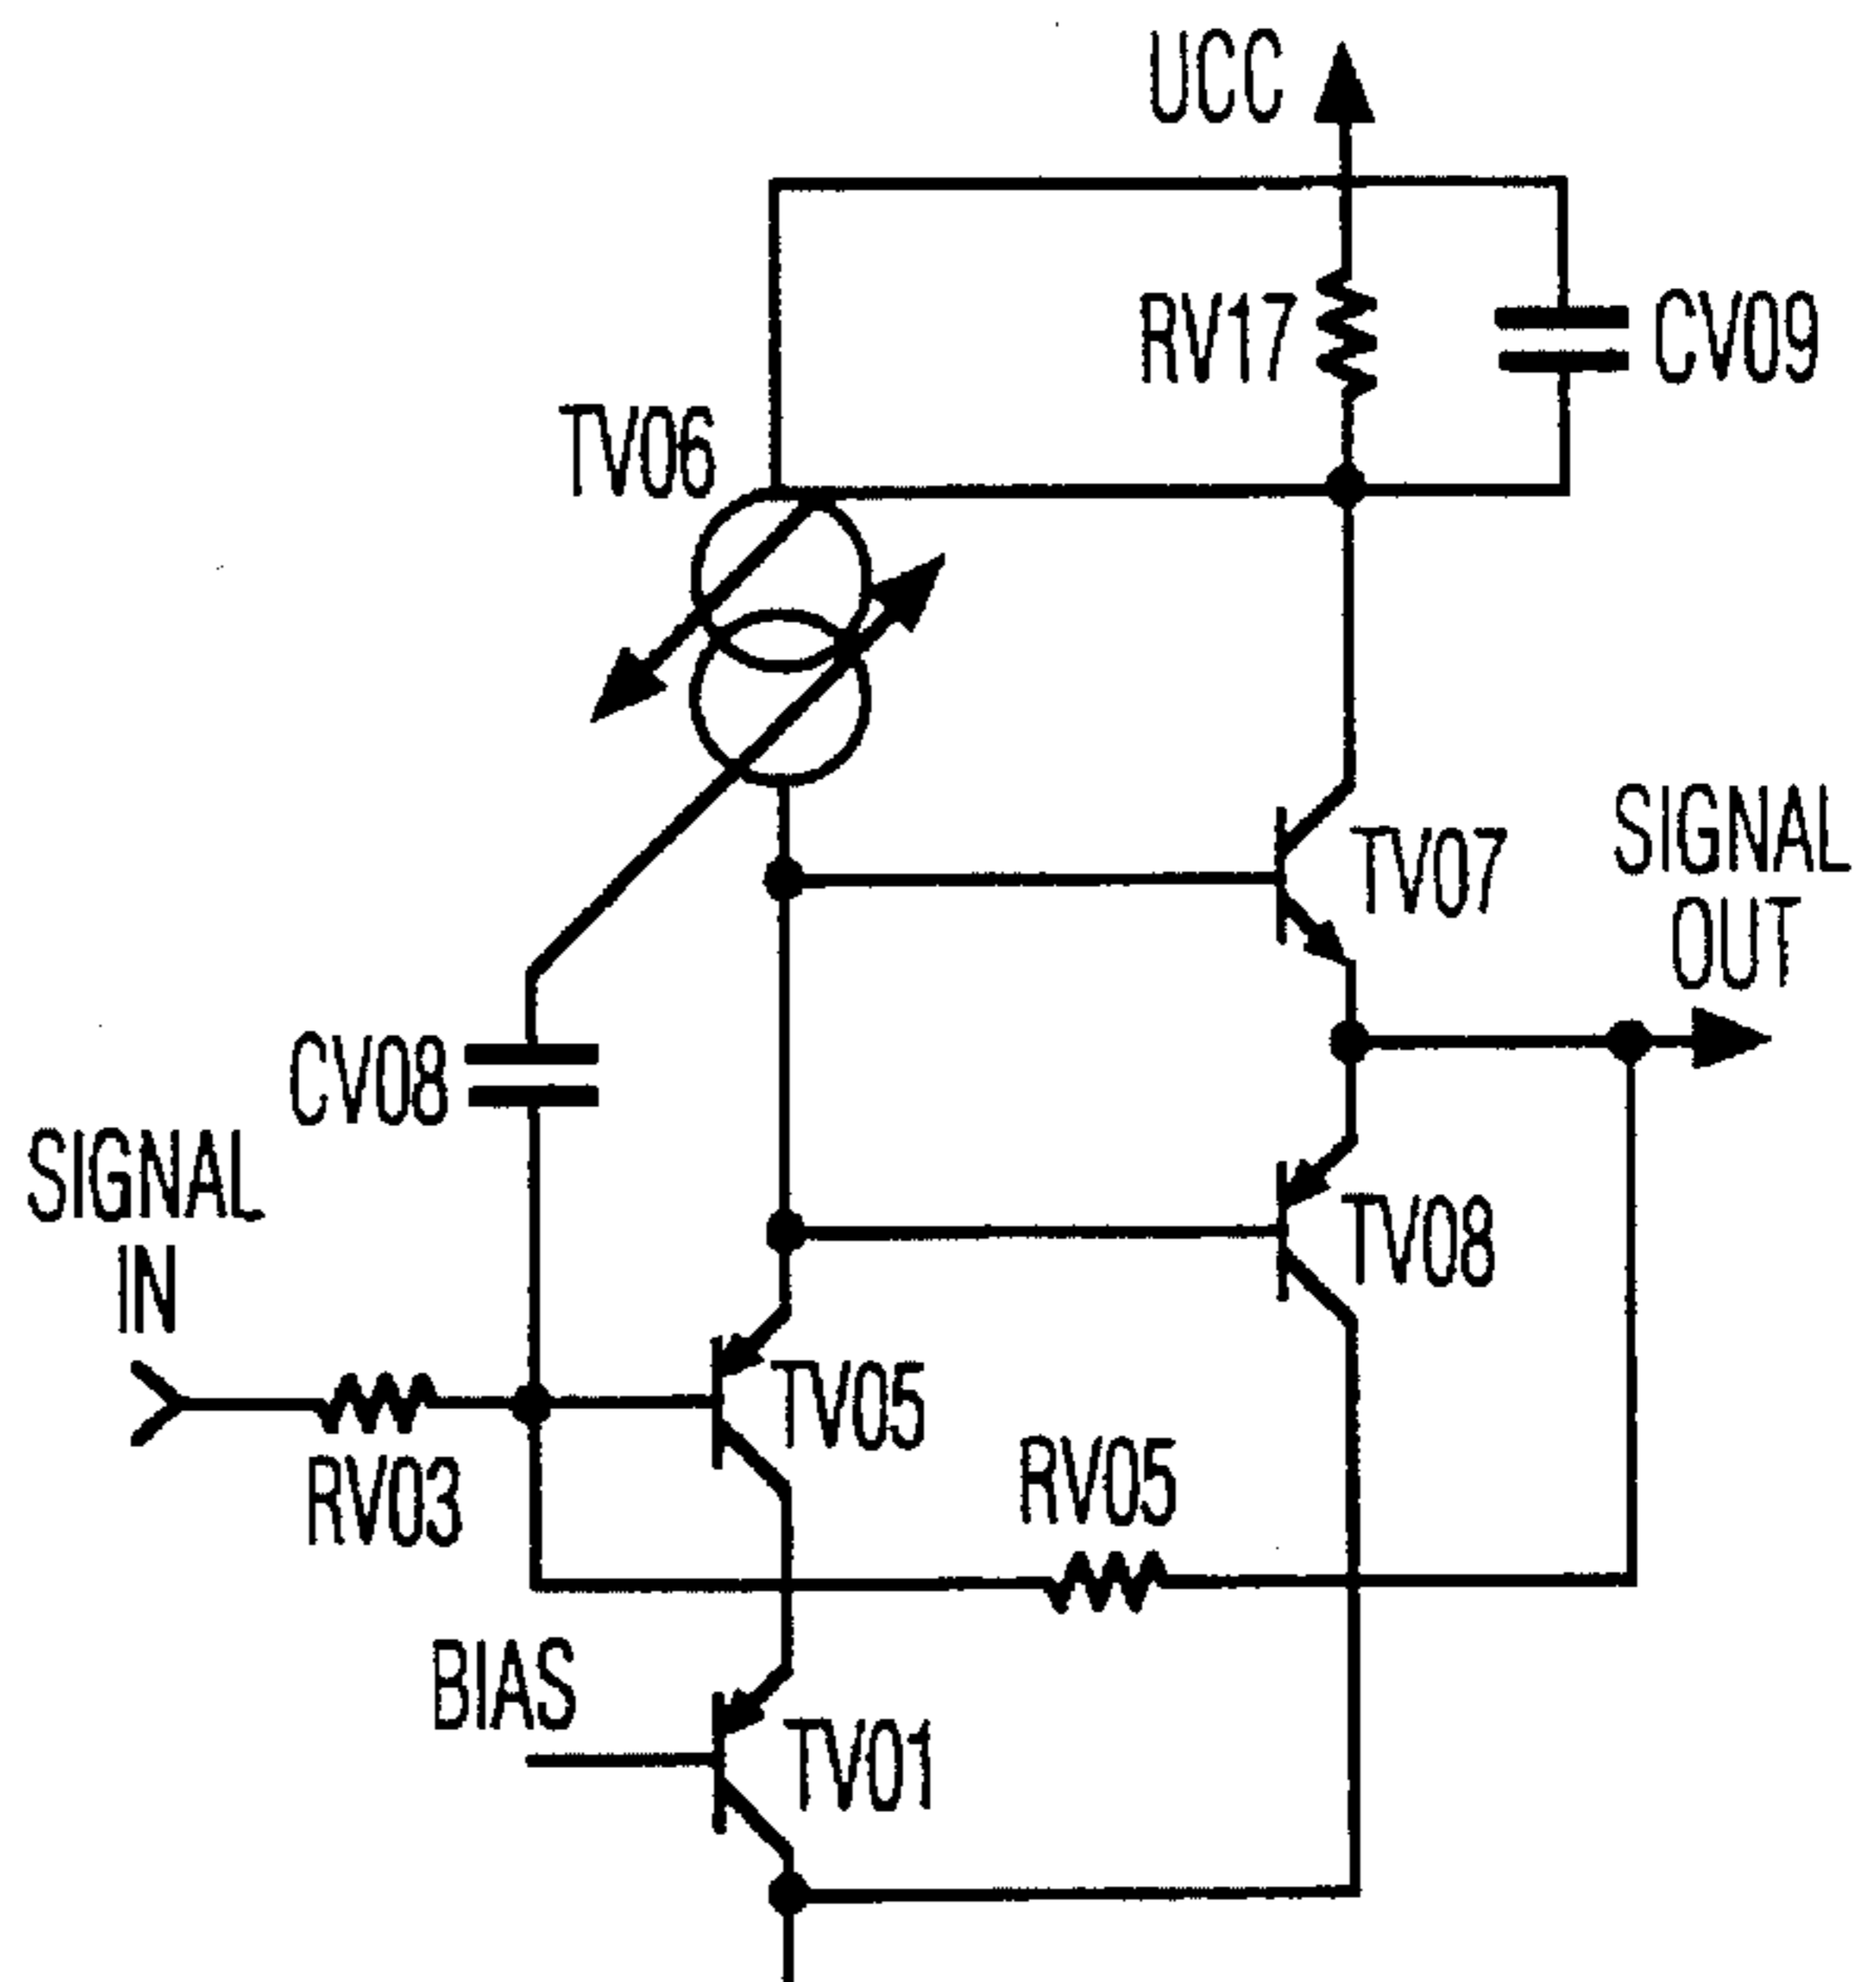 UCC
RV17
CV09
TV06
TV07
SIGNAL
OUT
CV08
SIGNAL
IN
TV08
TV05
RV03
RV05
BIAS
TV01